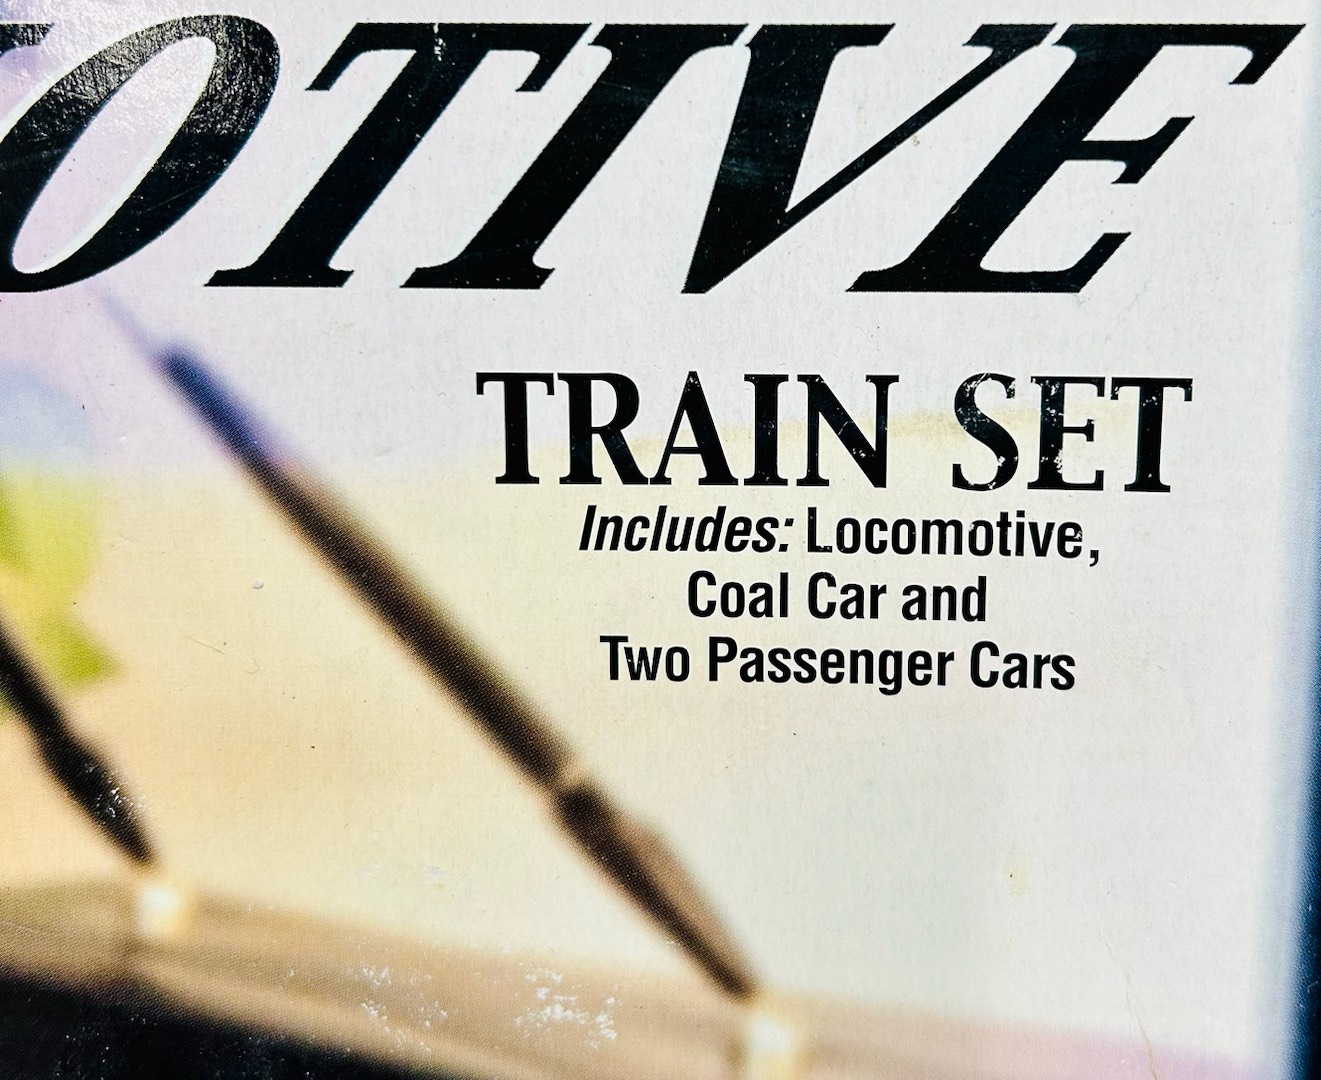 OTIVE
TRAIN SET
Includes: Locomotive,
Coal Car and
Two Passenger Cars